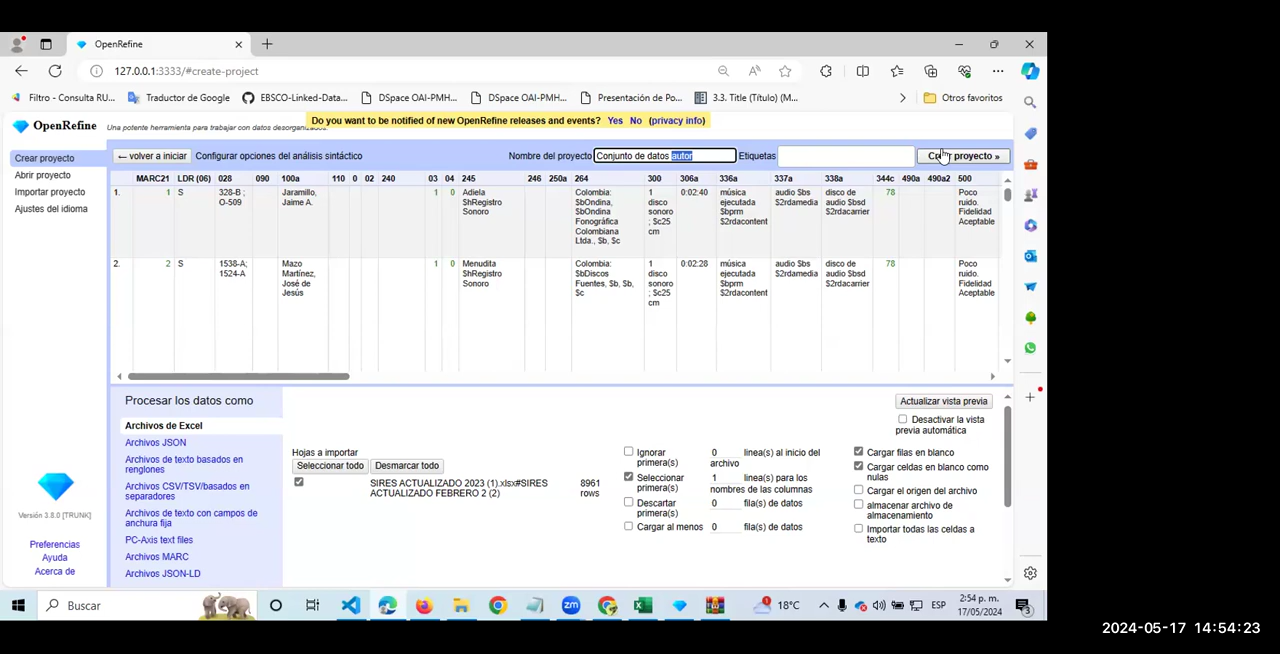 OpenRefine
127.0.0.1:3333/#create-project
Filtro - Consulta RU...
Traductor de Google
EBSCO-Linked-Data...
DSpace OAI-PMH...
DSpace OAI-PMH...
Presentación de Po...
3.3. Title (Título) (M...
Otros favoritos
OpenRefine
Una potente herramienta para trabajar con datos desorganizados.
Do you want to be notified of new OpenRefine releases and events? Yes No (privacy info)
Crear proyecto
Abrir proyecto
Importar proyecto
Ajustes del idioma
← volver a iniciar
Configurar opciones del análisis sintáctico
Nombre del proyecto
Conjunto de datos autor
Etiquetas
Crear proyecto »
MARC21 LDR (06) 028 090 100a 110 0 02 240 03 04 245 246 250a 264 300 306a 336a 337a 338a 344c 490a 490a2 500
1. 1 S 328-B ; Jaramillo, 1 0 Adiela Colombia: 1 0:02:40 música audio $bs disco de 78 Poco
O-509 Jaime A. $hRegistro $bOndina disco ejecutada $2rdamedia audio $bsd ruido.
Sonoro Fonográfica sonoro $bprm $2rdacarrier Fidelidad
Colombiana ; $c25 $2rdacontent Aceptable
Ltda., $b, $c cm
2. 2 S 1538-A; Mazo 1 0 Menudita Colombia: 1 0:02:28 música audio $bs disco de 78 Poco
1524-A Martínez, $hRegistro $bDiscos disco ejecutada $2rdamedia audio $bsd ruido.
José de Sonoro Fuentes, $b, $b, sonoro $bprm $2rdacarrier Fidelidad
Jesús $c ; $c25 $2rdacontent Aceptable
cm
Procesar los datos como
Archivos de Excel
Archivos JSON
Archivos de texto basados en
renglones
Archivos CSV/TSV/basados en
separadores
Archivos de texto con campos de
anchura fija
PC-Axis text files
Archivos MARC
Archivos JSON-LD
Actualizar vista previa
Desactivar la vista
previa automática
Hojas a importar
Seleccionar todo
Desmarcar todo
SIRES ACTUALIZADO 2023 (1).xlsx#SIRES 8961
ACTUALIZADO FEBRERO 2 (2) rows
Ignorar 0 linea(s) al inicio del
primera(s) archivo
Seleccionar 1 linea(s) para los
primera(s) nombres de las columnas
Descartar 0 fila(s) de datos
primera(s)
Cargar al menos 0 fila(s) de datos
Cargar filas en blanco
Cargar celdas en blanco como
nulas
Cargar el origen del archivo
almacenar archivo de
almacenamiento
Importar todas las celdas a
texto
Versión 3.8.0 [TRUNK]
Preferencias
Ayuda
Acerca de
Buscar
zm
18°C
ESP
2:54 p. m.
17/05/2024
3
2024-05-17 14:54:23